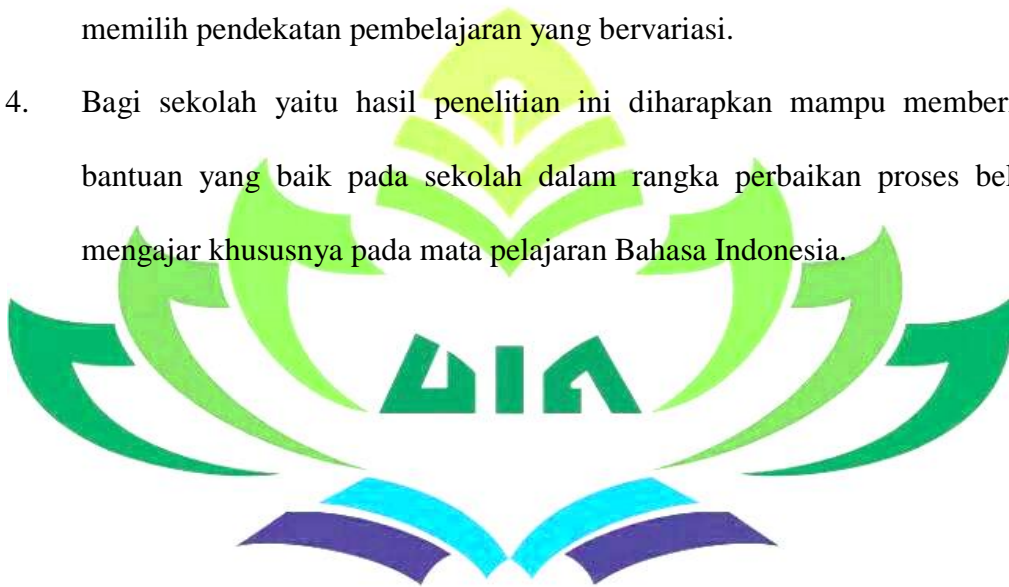 memilih pendekatan pembelajaran yang bervariasi.
4. Bagi sekolah yaitu hasil penelitian ini diharapkan mampu member
bantuan yang baik pada sekolah dalam rangka perbaikan proses bel
mengajar khususnya pada mata pelajaran Bahasa Indonesia.
UIN